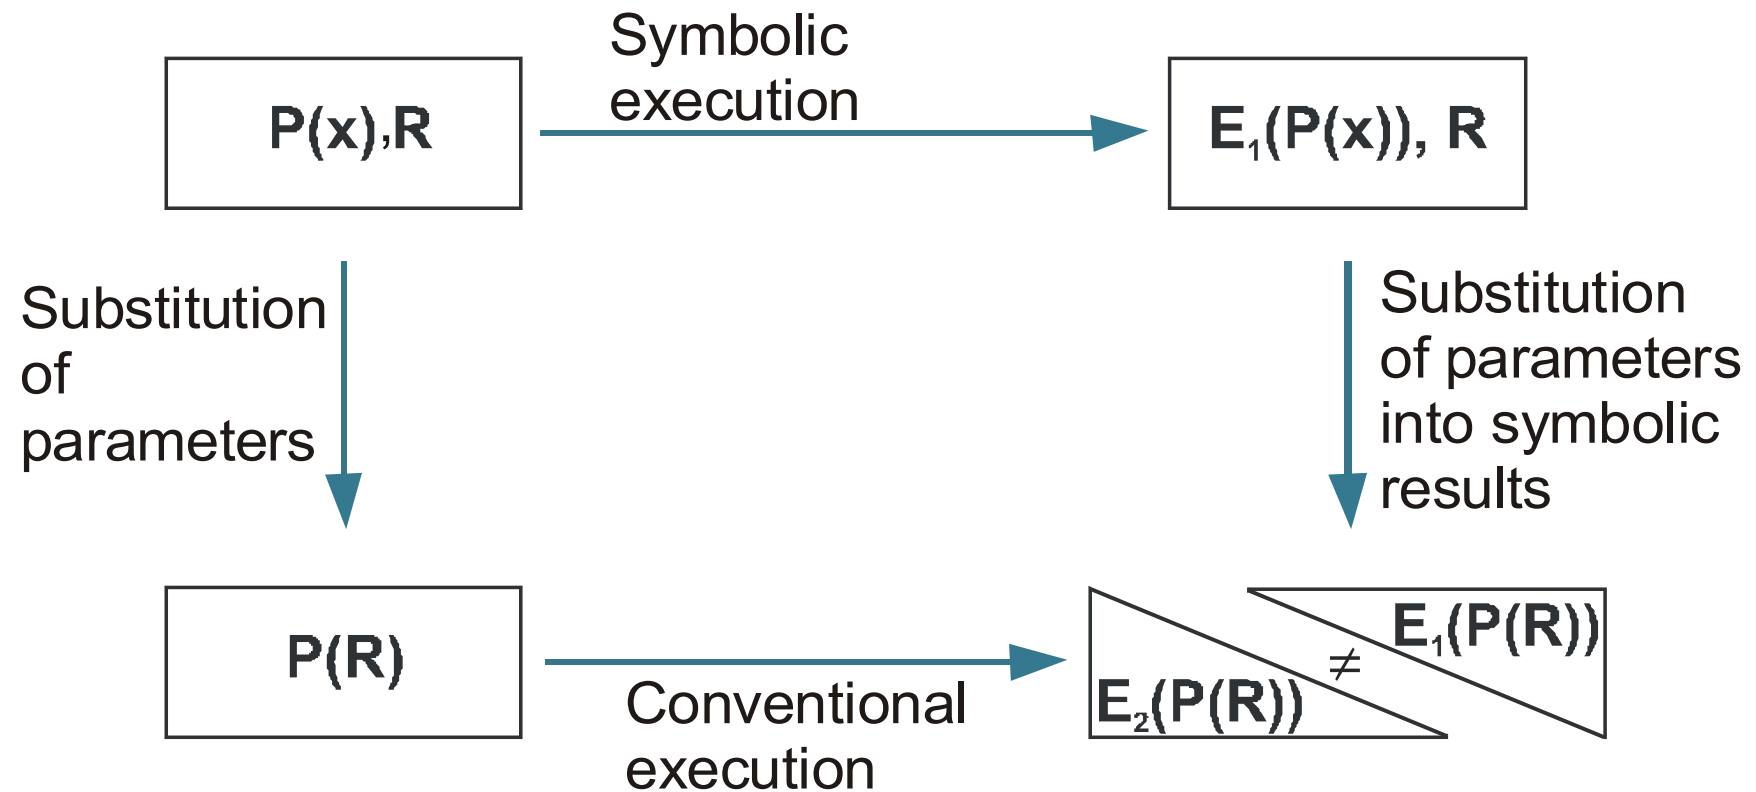 Symbolic
execution
P(x),R
E₁(P(x)), R
Substitution
of
parameters
Substitution
of parameters
into symbolic
results
P(R)
Conventional
execution
E₂(P(R))
≠
E₁(P(R))